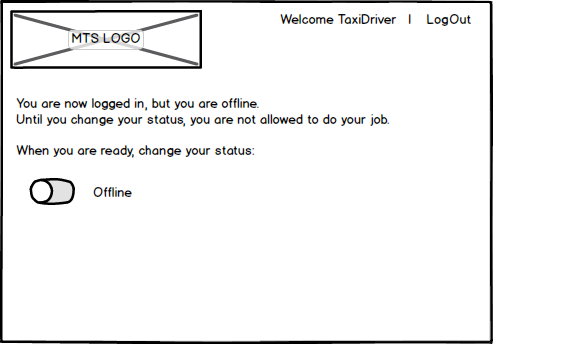 MTS LOGO
Welcome TaxiDriver | LogOut
You are now logged in, but you are offline.
Until you change your status, you are not allowed to do your job.
When you are ready, change your status:
Offline